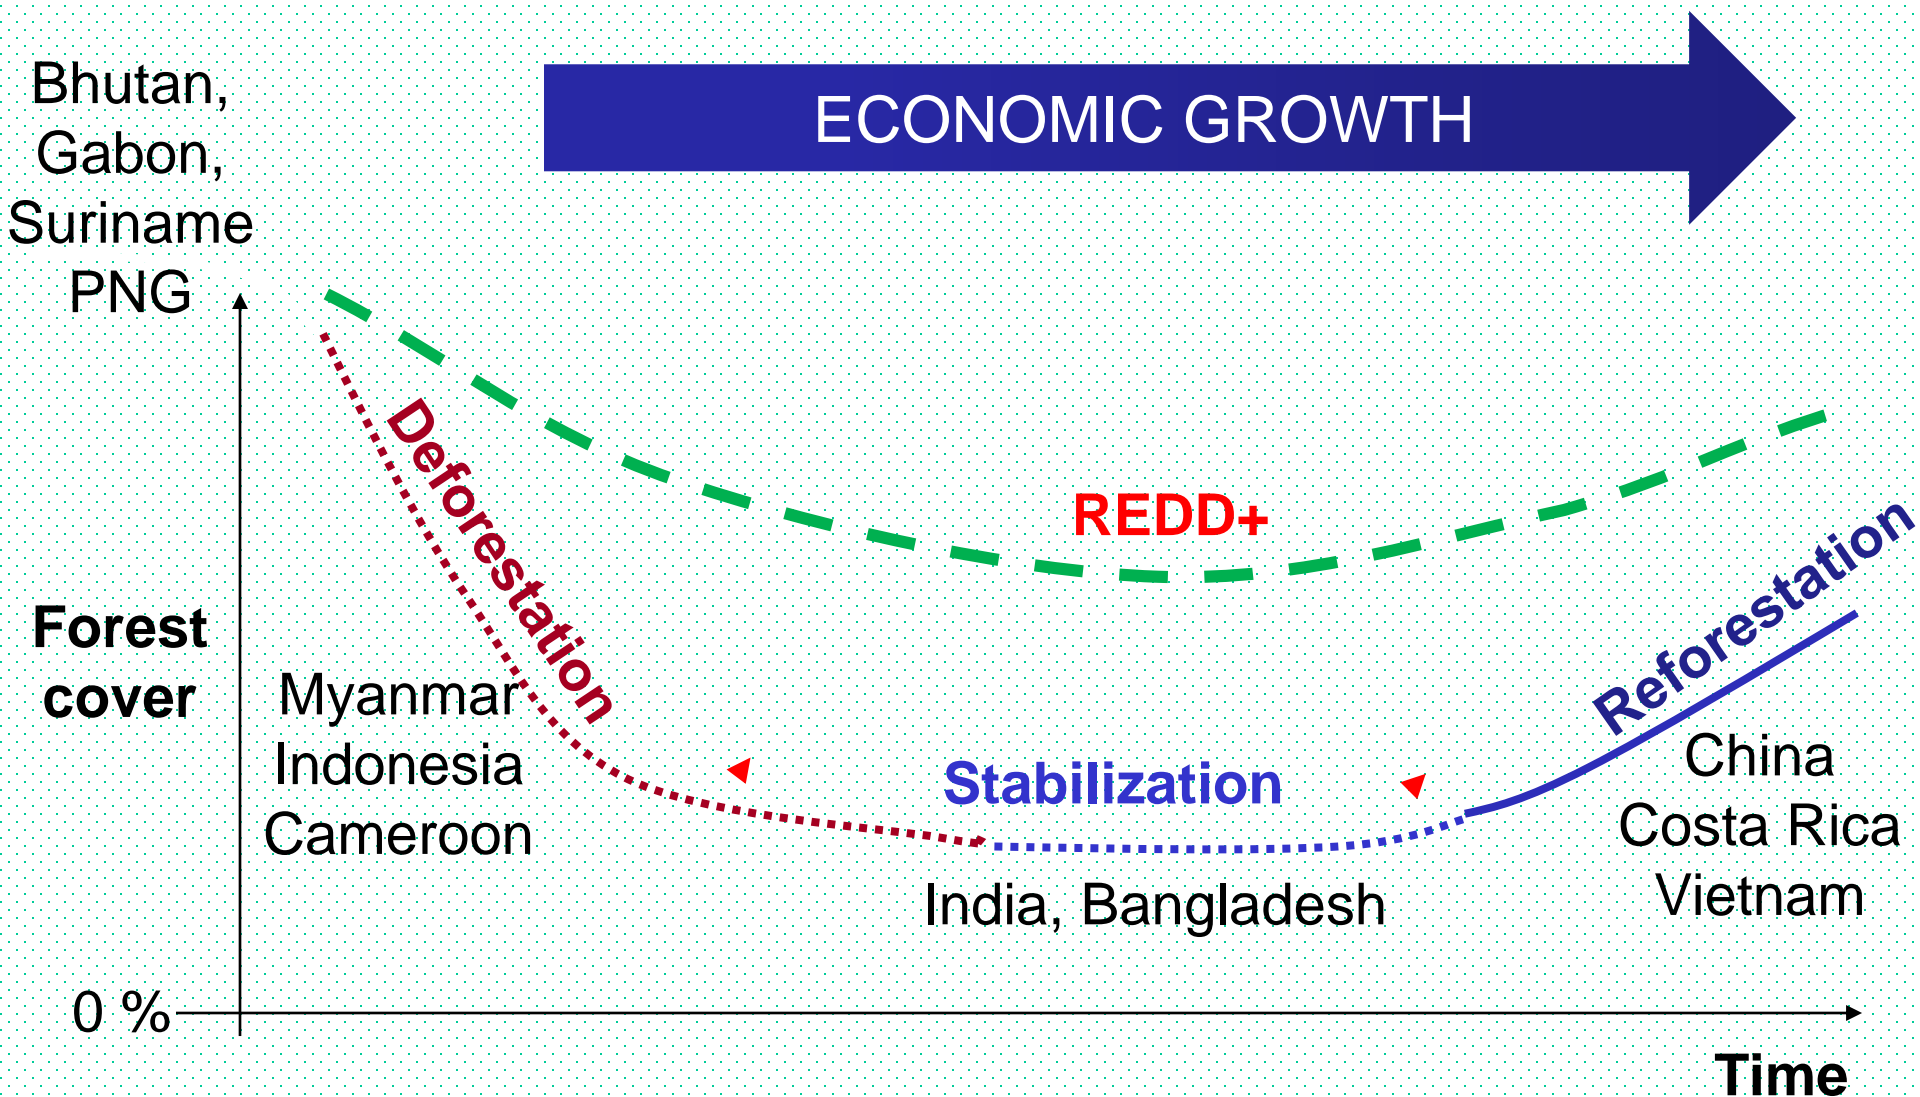 Bhutan,
Gabon,
Suriname
PNG
ECONOMIC GROWTH
Deforestation
REDD+
Reforestation
Forest
cover
Myanmar
Indonesia
Cameroon
Stabilization
India, Bangladesh
China
Costa Rica
Vietnam
0 %
Time